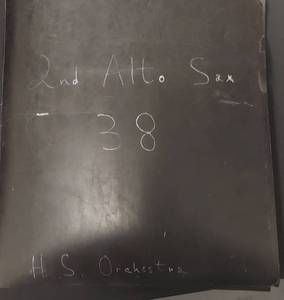 2nd Alto Sax
38
H. S. Orchestra